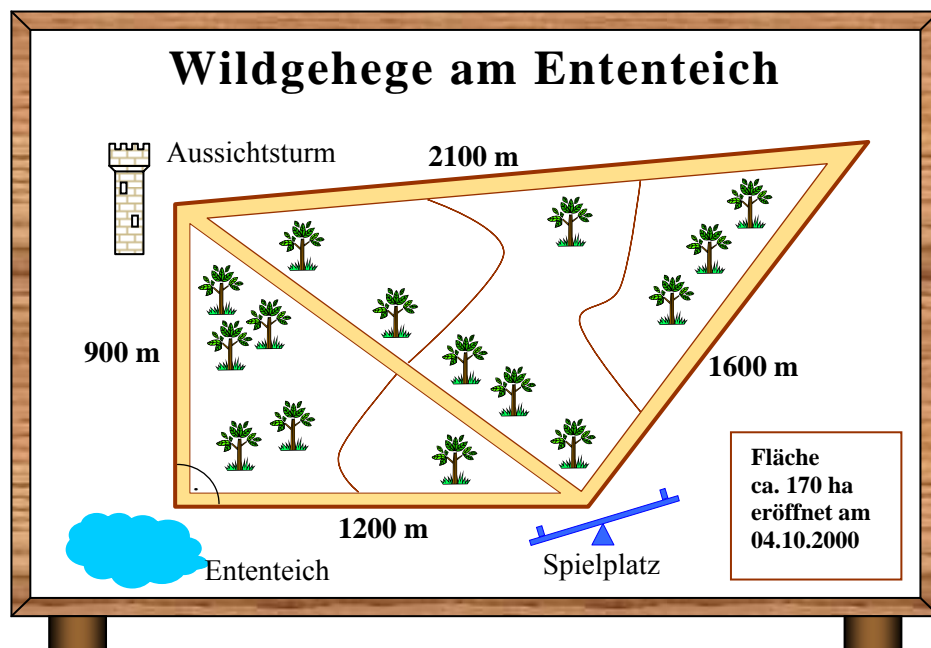 Wildgehege am Ententeich
Aussichtsturm
2100 m
900 m
1600 m
1200 m
Ententeich
Spielplatz
Fläche
ca. 170 ha
eröffnet am
04.10.2000